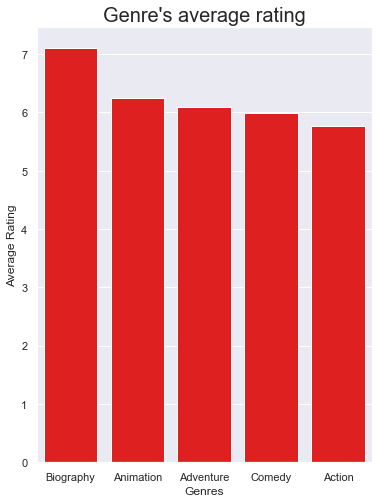 Genre's average rating
7
6
5
4
3
2
1
0
Average Rating
Biography Animation Adventure Comedy Action
Genres